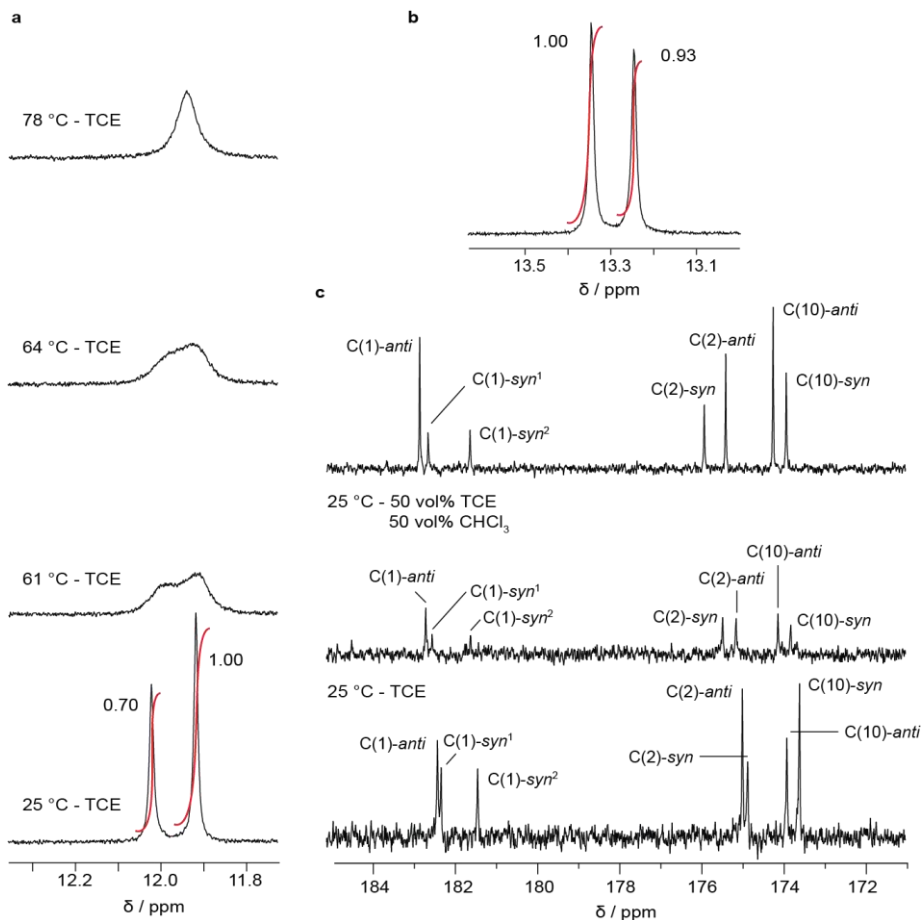 a
78 °C - TCE
64 °C - TCE
61 °C - TCE
0.70
1.00
25 °C - TCE
12.2 12.0 11.8
δ / ppm
b
1.00
0.93
13.5 13.3 13.1
δ / ppm
c
C(1)-anti
C(1)-syn¹
C(1)-syn²
C(2)-anti
C(2)-syn
C(10)-anti
C(10)-syn
25 °C - 50 vol% TCE
50 vol% CHCl₃
C(1)-anti
C(1)-syn¹
C(1)-syn²
C(2)-syn
C(2)-anti
C(10)-anti
C(10)-syn
25 °C - TCE
C(1)-anti
C(1)-syn¹
C(1)-syn²
C(2)-anti
C(2)-syn
C(10)-syn
C(10)-anti
184 182 180 178 176 174 172
δ / ppm